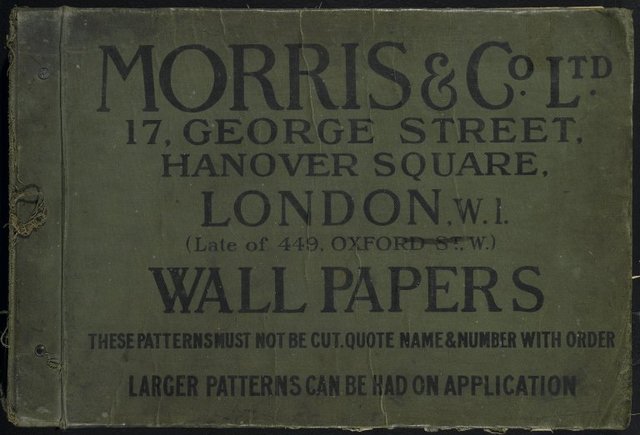 MORRIS & Co. LTD.
17, GEORGE STREET,
HANOVER SQUARE,
LONDON, W. 1.
(Late of 449, OXFORD ST. W.)
WALL PAPERS
THESE PATTERNS MUST NOT BE CUT. QUOTE NAME & NUMBER WITH ORDER
LARGER PATTERNS CAN BE HAD ON APPLICATION